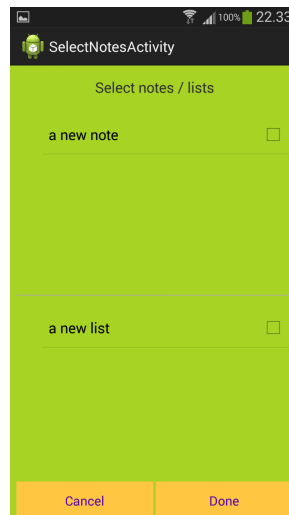 100% 22.33
SelectNotesActivity
Select notes / lists
a new note
a new list
Cancel Done